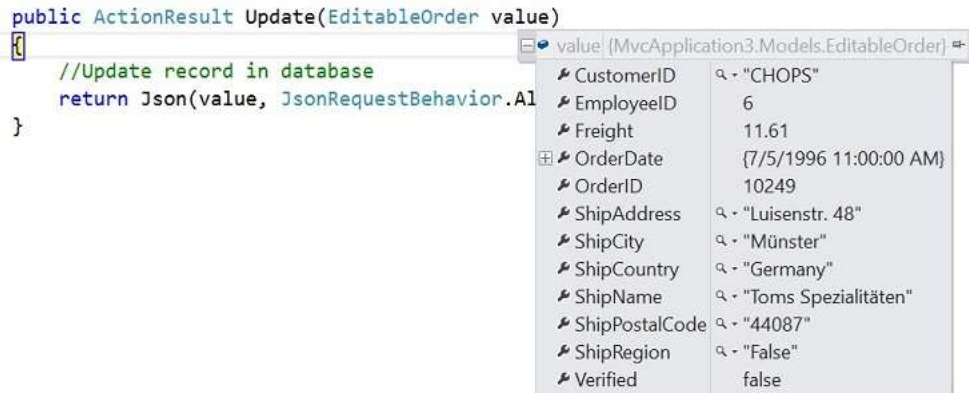 public ActionResult Update(EditableOrder value)
{
value {MvcApplication3.Models.EditableOrder}
//Update record in database
CustomerID "CHOPS"
return Json(value, JsonRequestBehavior.Al
EmployeeID 6
}
Freight 11.61
OrderDate {7/5/1996 11:00:00 AM}
OrderID 10249
ShipAddress "Luisenstr. 48"
ShipCity "Münster"
ShipCountry "Germany"
ShipName "Toms Spezialitäten"
ShipPostalCode "44087"
ShipRegion "False"
Verified false